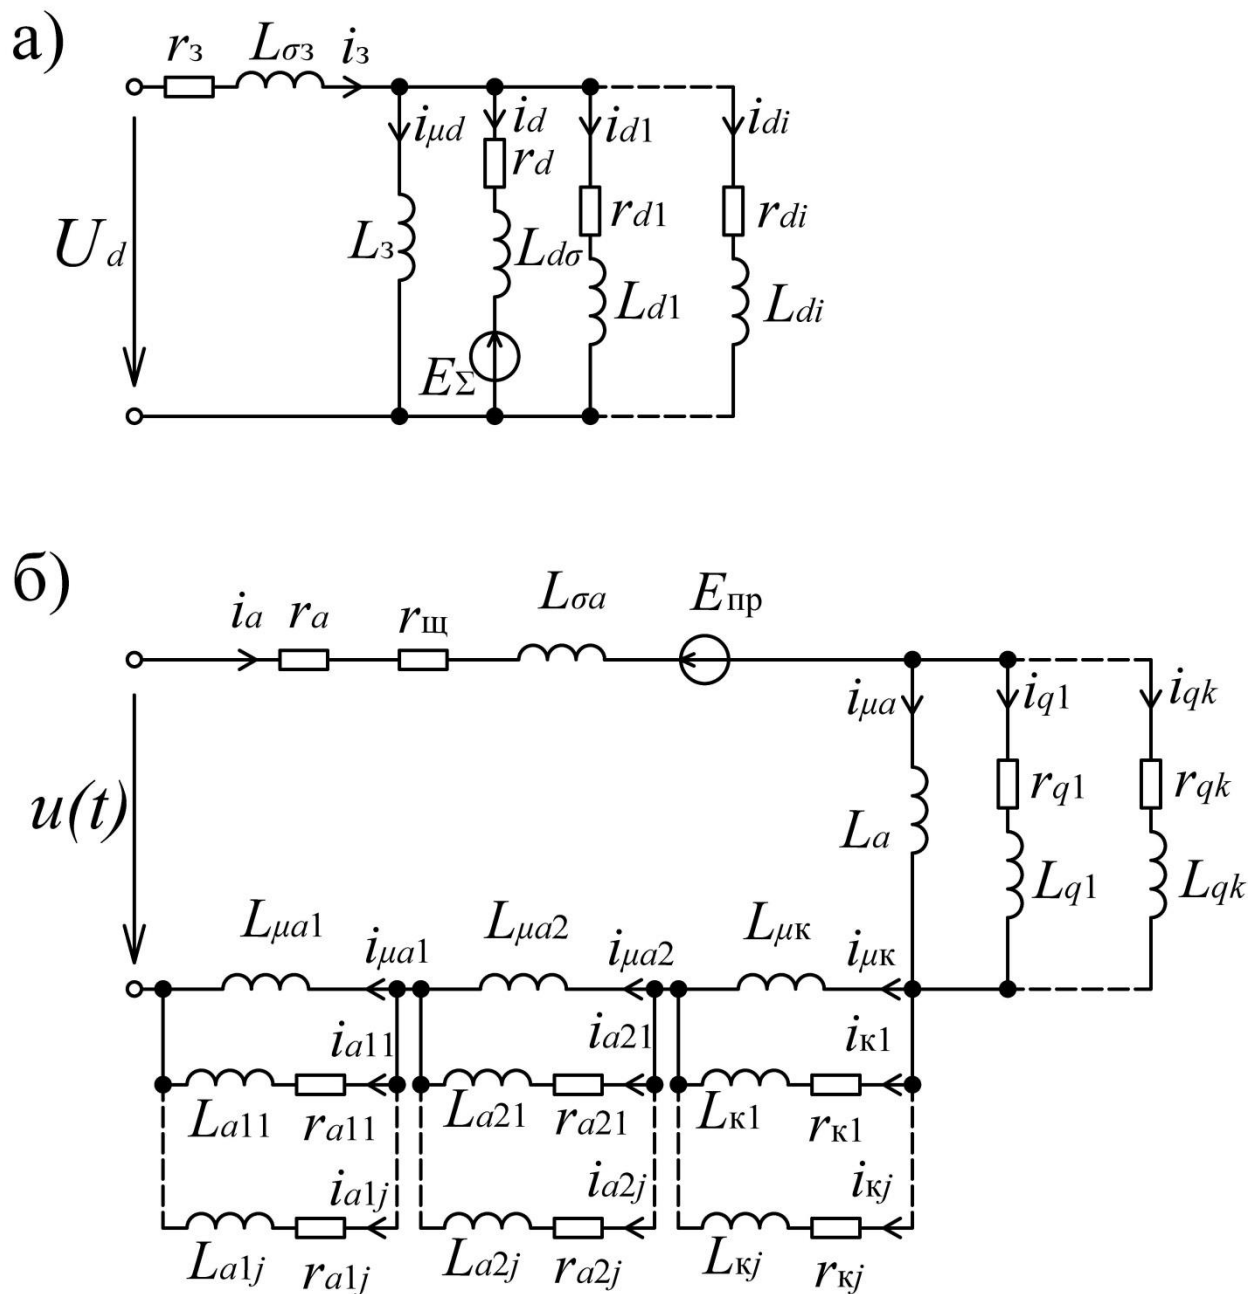 а)
rз Lσз iз
iμd id id1 idi
rd
rd1 rdi
Ud Lз Ldσ
Ld1 Ldi
EΣ
б)
ia ra rщ Lσa Eпр
iμa iq1 iqk
rq1 rqk
u(t) La
Lq1 Lqk
Lμa1 iμa1 Lμa2 iμa2 Lμк iμк
ia11 ia21 iк1
La11 ra11 La21 ra21 Lк1 rк1
ia1j ia2j iкj
La1j ra1j La2j ra2j Lкj rкj